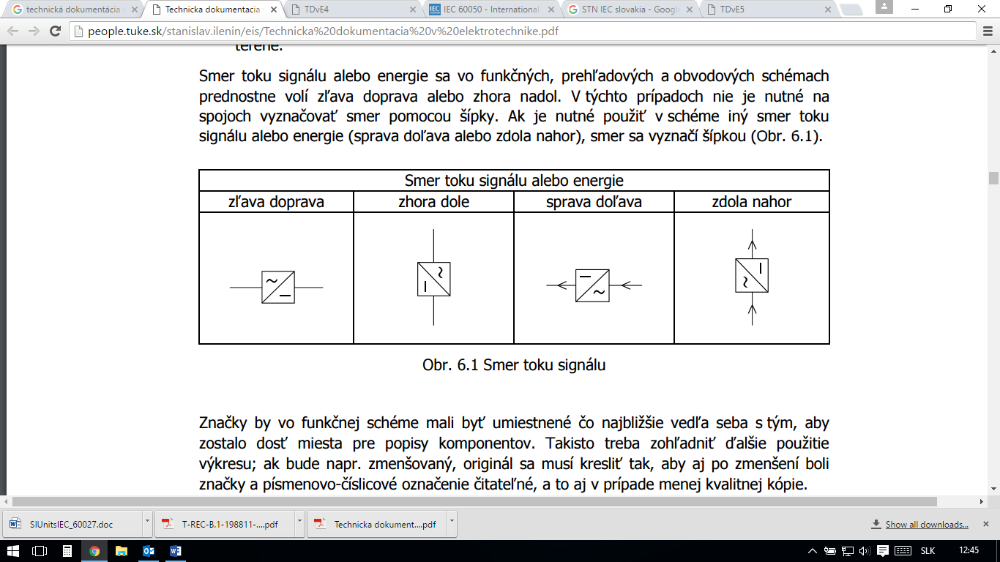 technická dokumentácia v
Technicka dokumentacia
TDvE4
IEC 60050 - International
STN IEC slovakia - Google
TDvE5
people.tuke.sk/stanislav.ilenin/eis/Technicka%20dokumentacia%20v%20elektrotechnike.pdf
teréne.
Smer toku signálu alebo energie sa vo funkčných, prehľadových a obvodových schémach
prednostne volí zľava doprava alebo zhora nadol. V týchto prípadoch nie je nutné na
spojoch vyznačovať smer pomocou šípky. Ak je nutné použiť v schéme iný smer toku
signálu alebo energie (sprava doľava alebo zdola nahor), smer sa vyznačí šípkou (Obr. 6.1).
Smer toku signálu alebo energie
zľava doprava
zhora dole
sprava doľava
zdola nahor
Obr. 6.1 Smer toku signálu
Značky by vo funkčnej schéme mali byť umiestnené čo najbližšie vedľa seba s tým, aby
zostalo dosť miesta pre popisy komponentov. Takisto treba zohľadniť ďalšie použitie
výkresu; ak bude napr. zmenšovaný, originál sa musí kresliť tak, aby aj po zmenšení boli
značky a písmenovo-číslicové označenie čitateľné, a to aj v prípade menej kvalitnej kópie.
SIUnitsIEC_60027.doc
T-REC-B.1-198811-....pdf
Technicka dokument....pdf
Show all downloads...
SLK
12:45